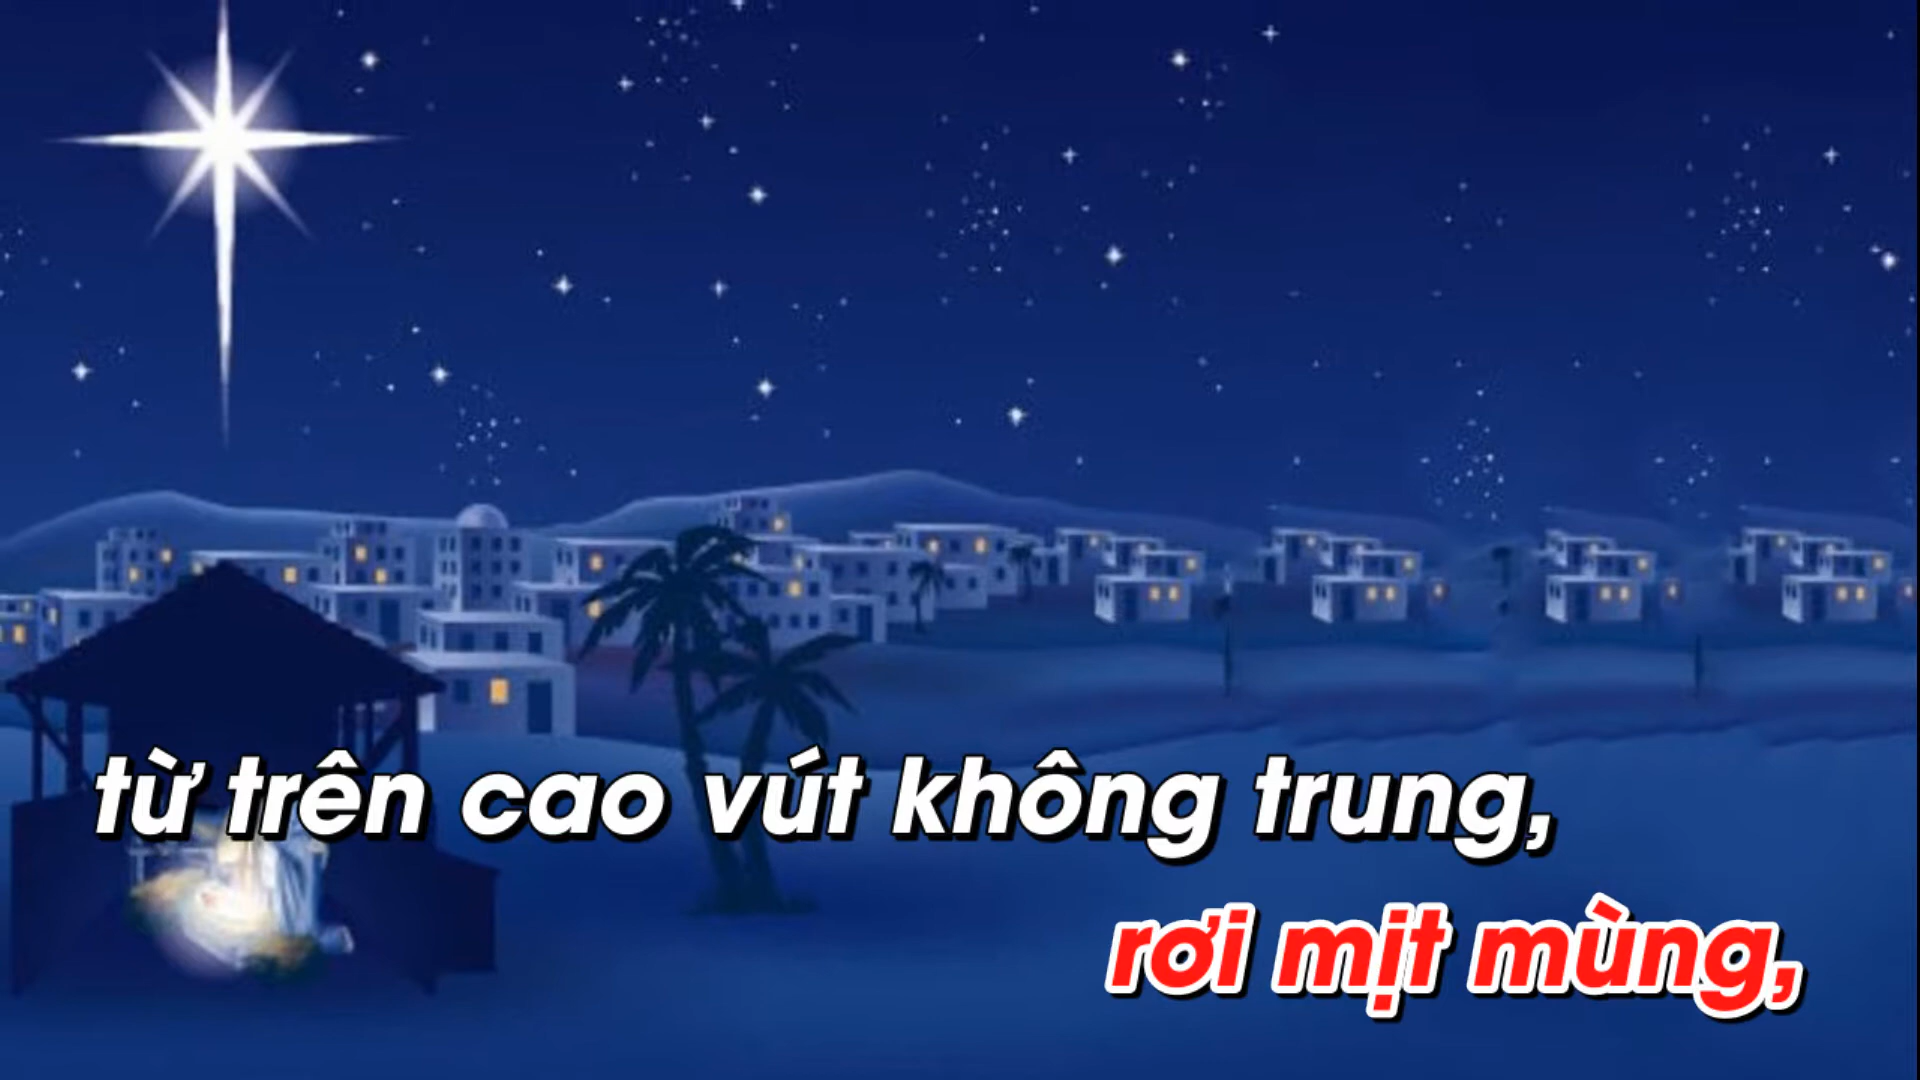 từ trên cao vút không trung,
rơi mịt mùng,